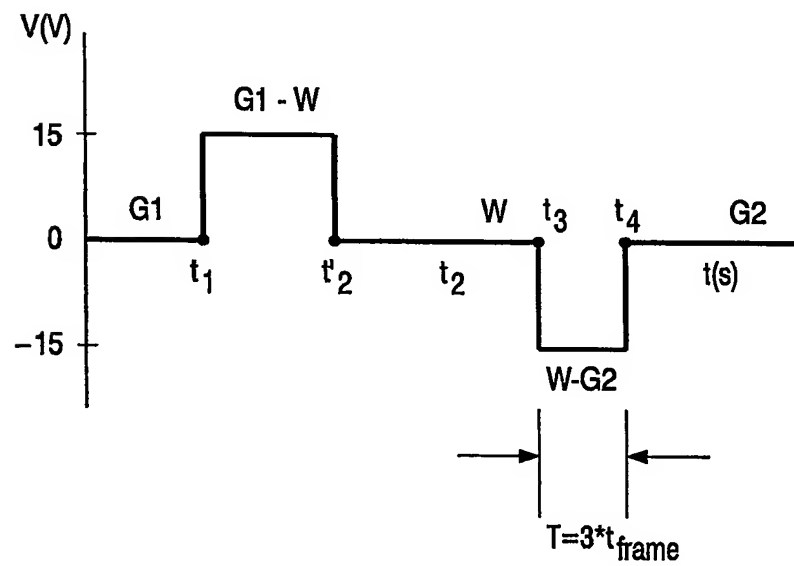 V(V)
G1 - W
15
G1
W
t3
t4
G2
0
t1
t'2
t2
t(s)
-15
W-G2
T=3*tframe